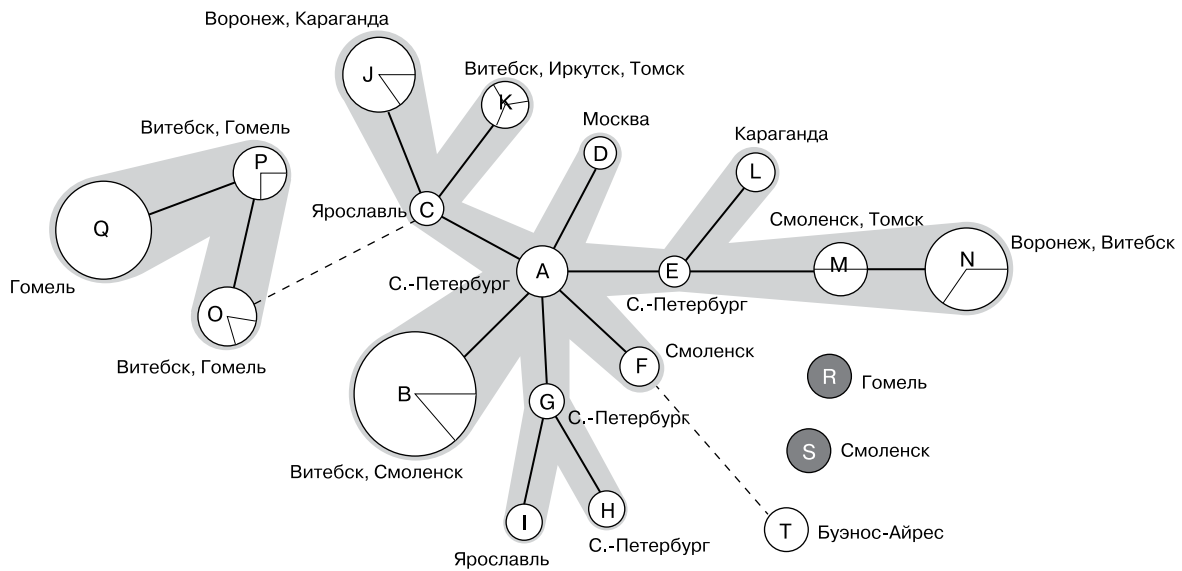 Воронеж, Караганда
J
Витебск, Иркутск, Томск
K
Москва
D
Караганда
L
Витебск, Гомель
P
Q
Гомель
Ярославль
C
O
Витебск, Гомель
С.-Петербург
A
E
С.-Петербург
Смоленск, Томск
M
N
Воронеж, Витебск
B
Витебск, Смоленск
F
Смоленск
G
С.-Петербург
R
Гомель
S
Смоленск
I
Ярославль
H
С.-Петербург
T
Буэнос-Айрес